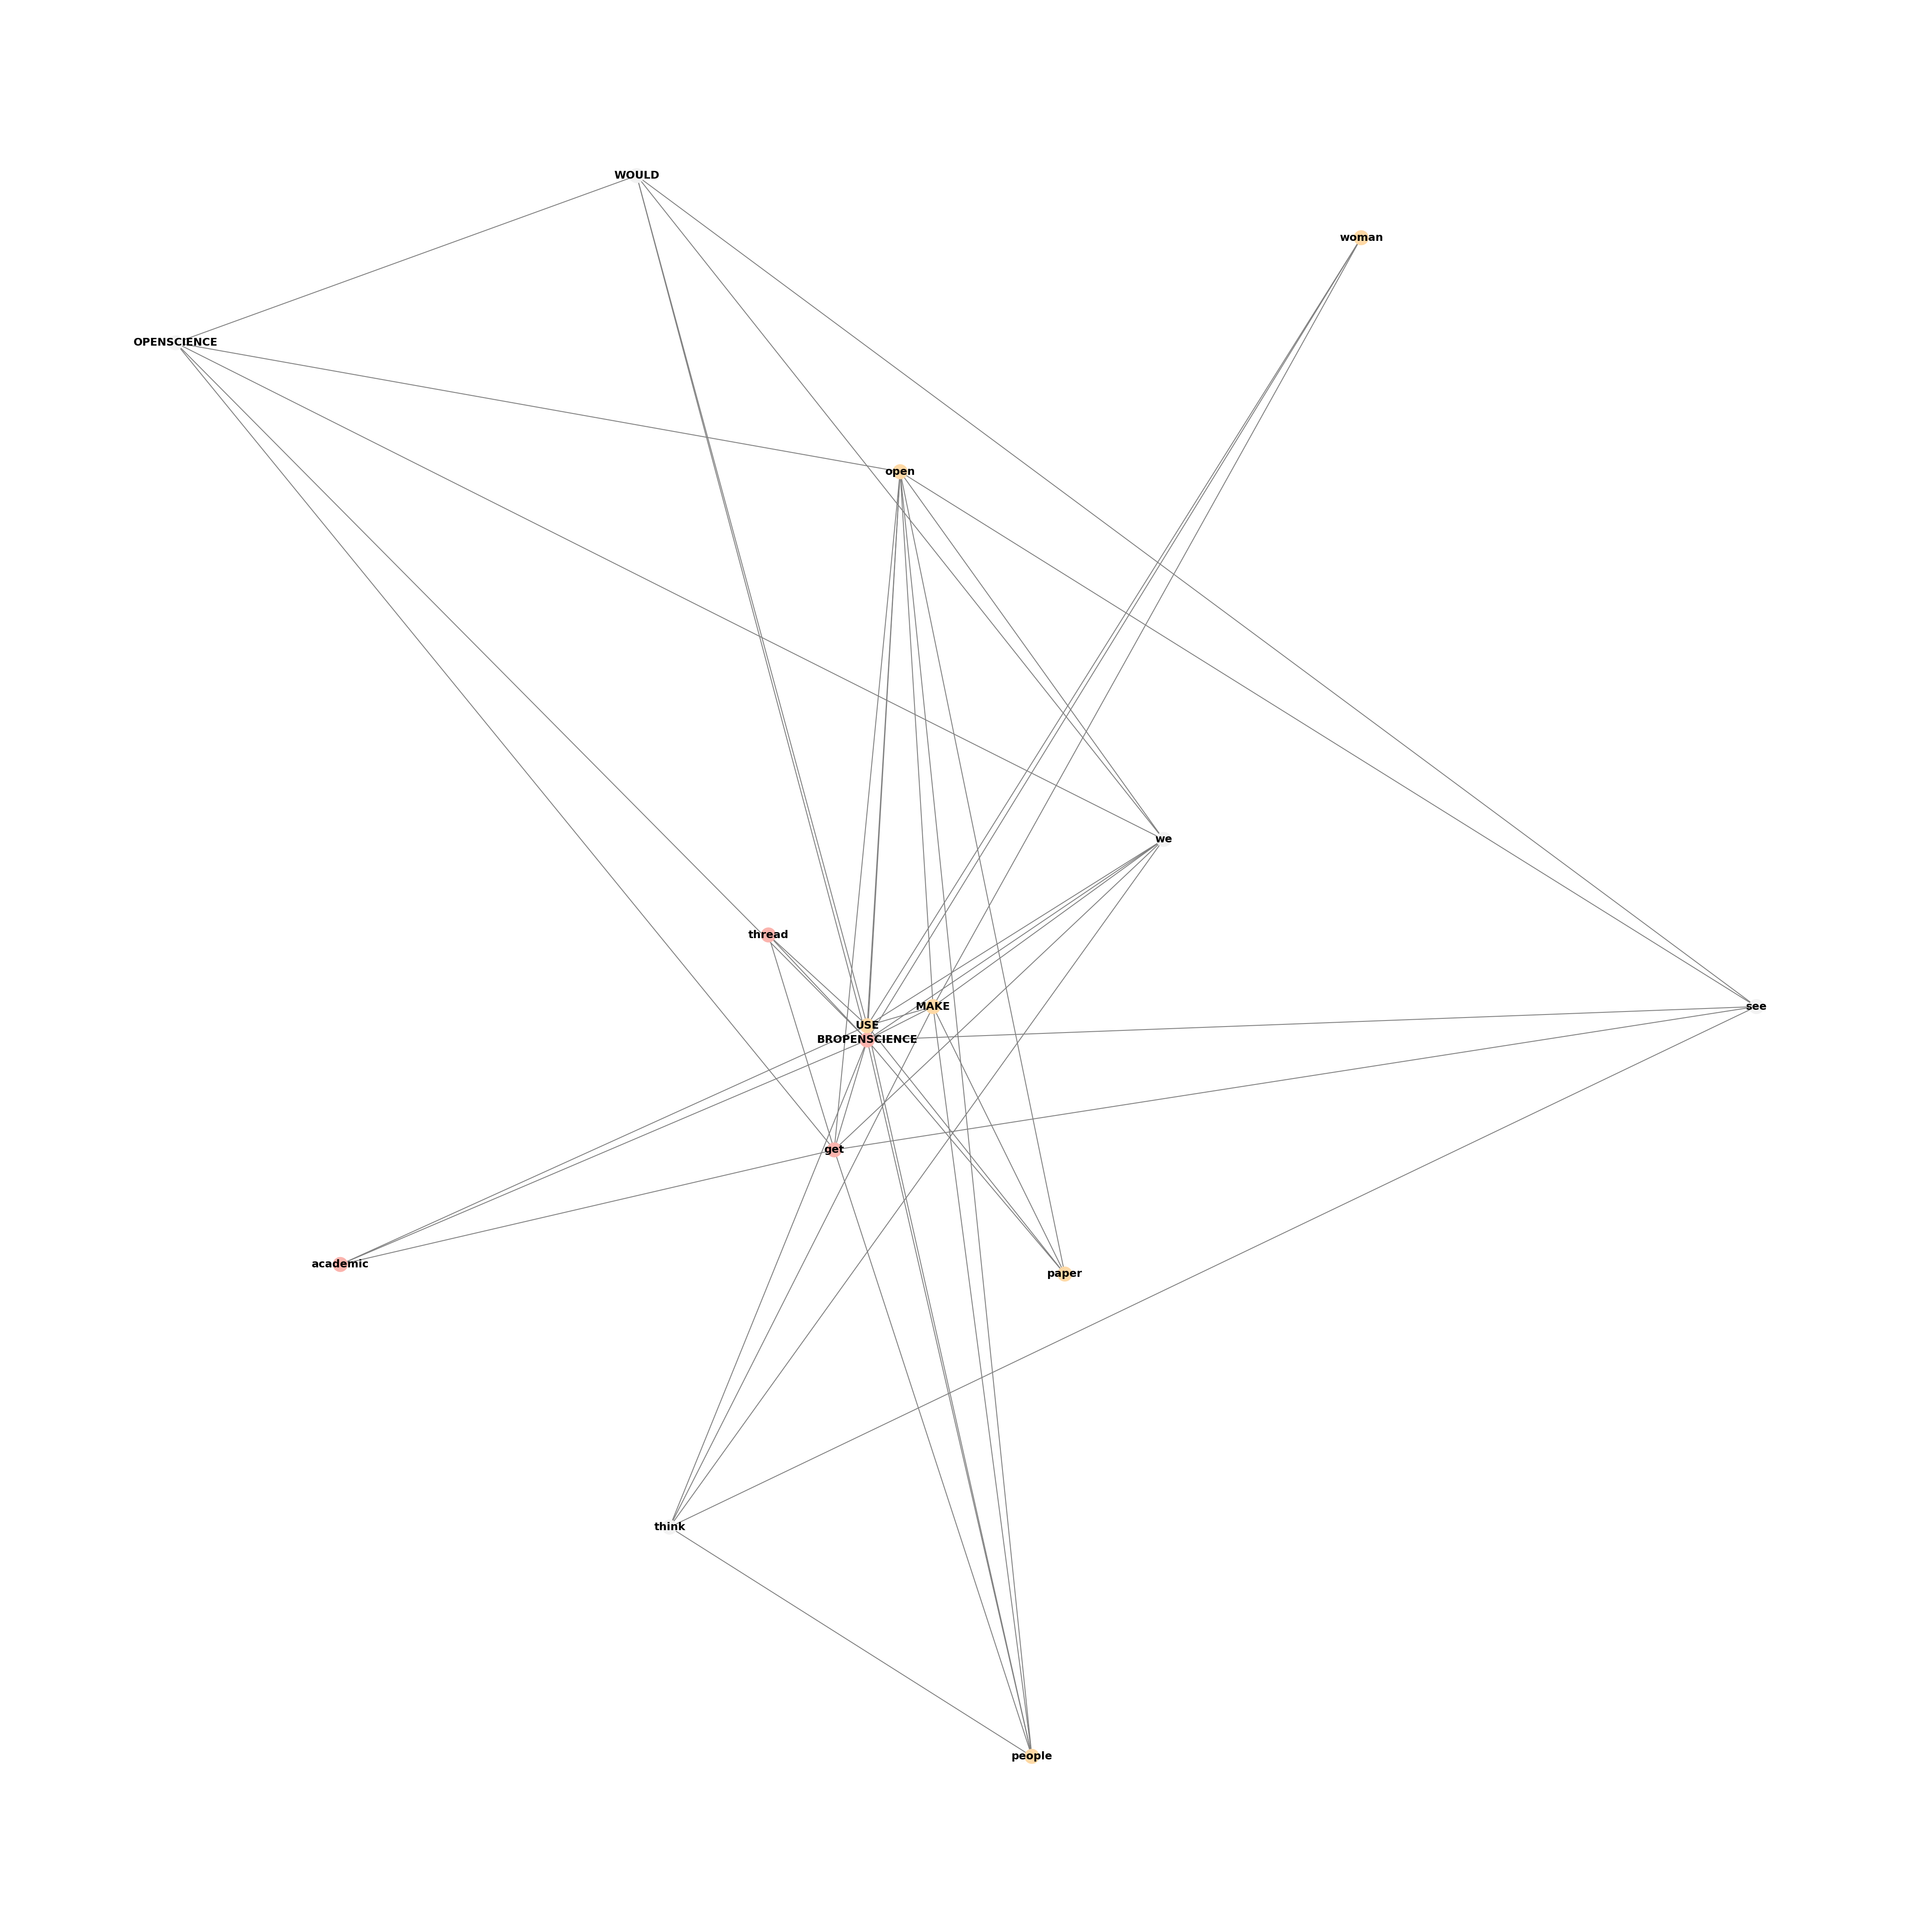 WOULD
woman
OPENSCIENCE
open
we
thread
MAKE
see
USE
BROPENSCIENCE
get
academic
paper
think
people